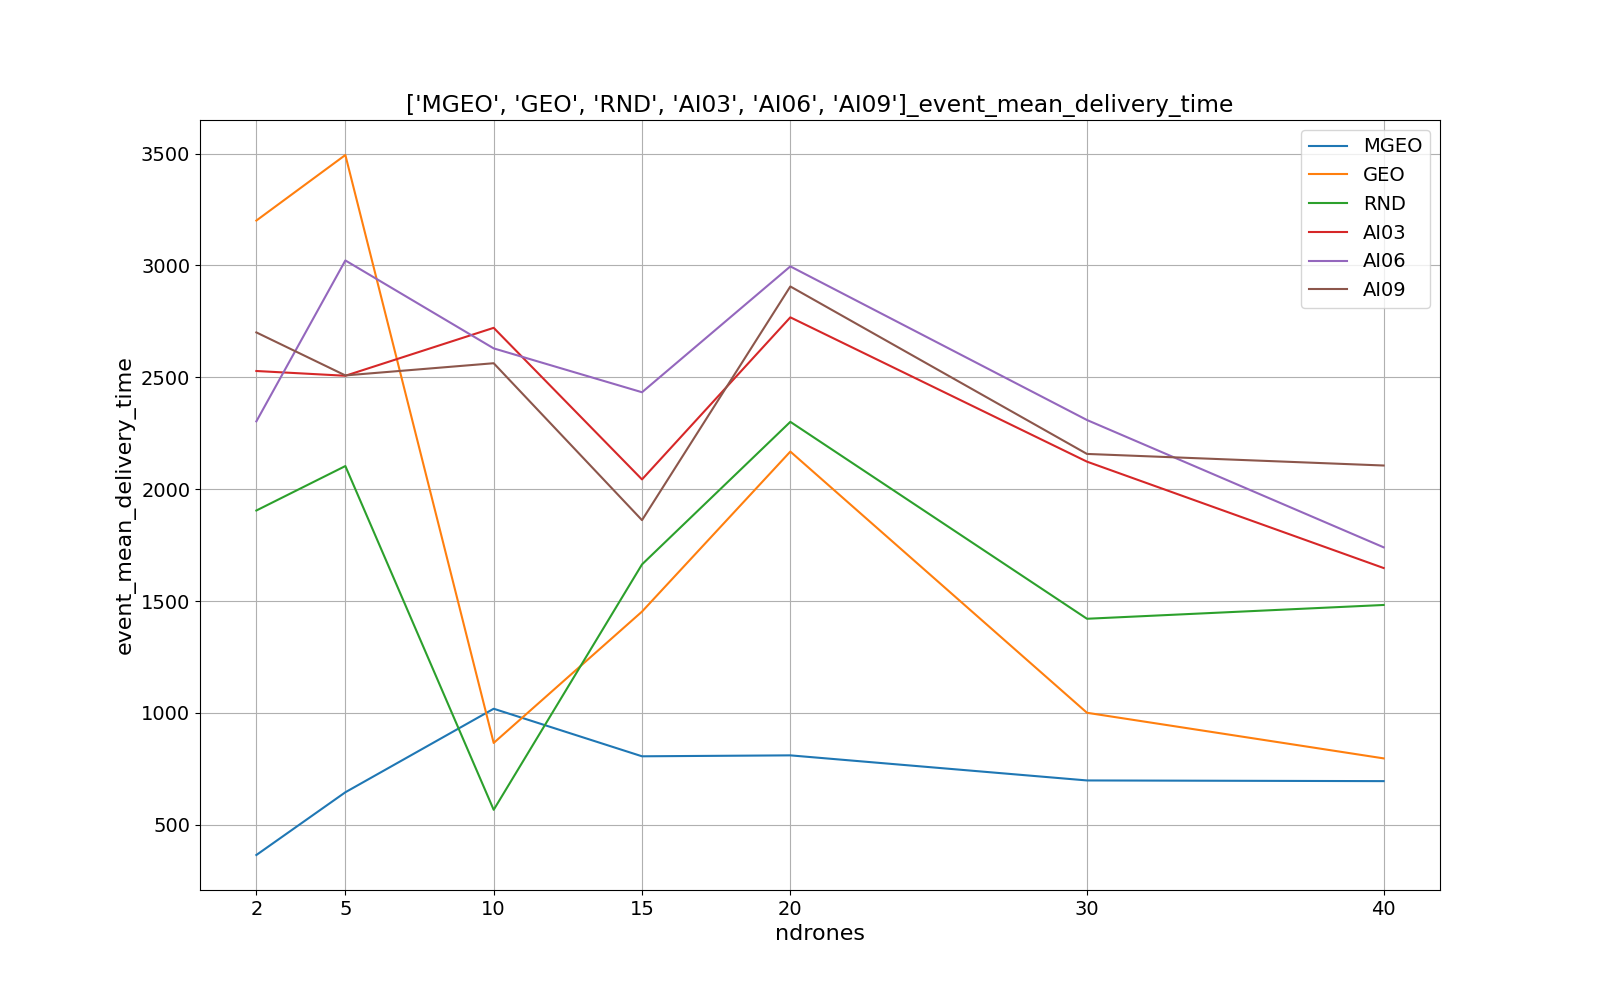 ['MGEO', 'GEO', 'RND', 'AI03', 'AI06', 'AI09']_event_mean_delivery_time
MGEO
GEO
RND
AI03
AI06
AI09
event_mean_delivery_time
3500
3000
2500
2000
1500
1000
500
2 5 10 15 20 30 40
ndrones